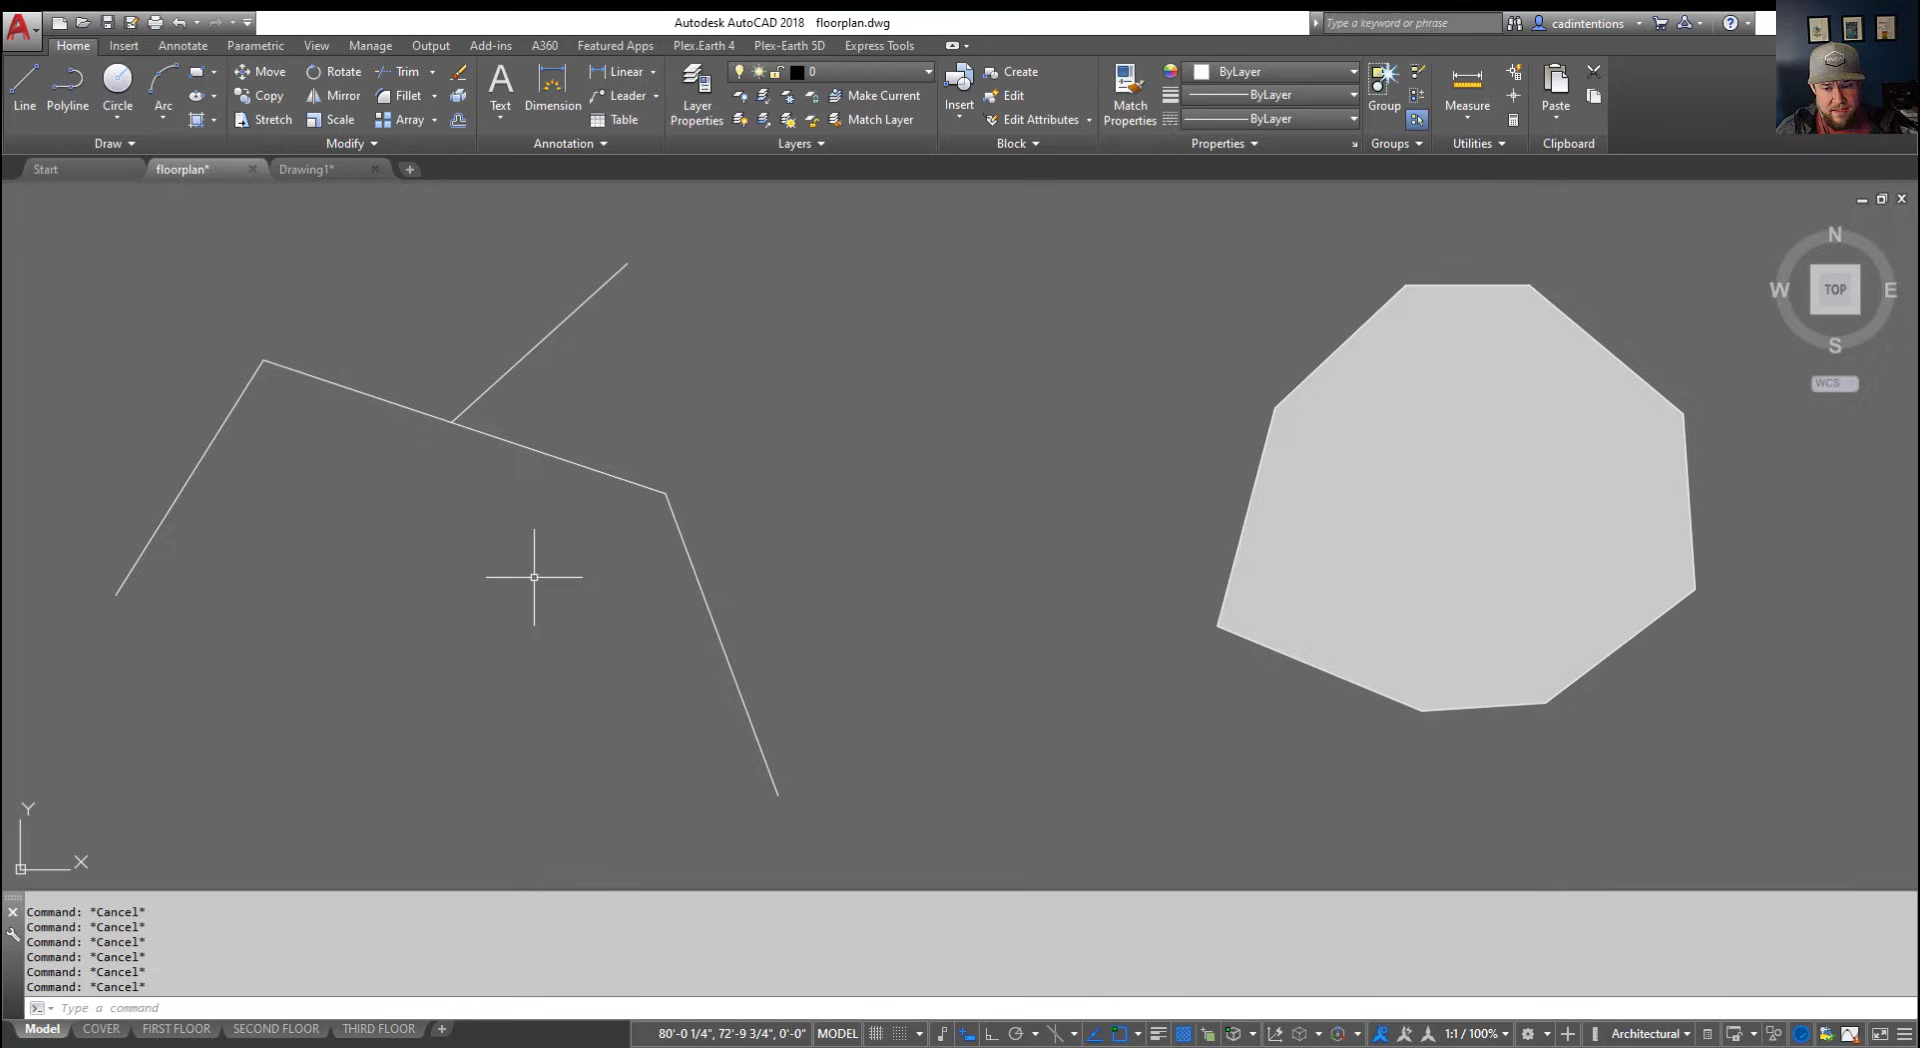 Autodesk AutoCAD 2018 floorplan.dwg
Type a keyword or phrase
cadintentions
Home Insert Annotate Parametric View Manage Output Add-ins A360 Featured Apps Plex.Earth 4 Plex-Earth 5D Express Tools
Line Polyline Circle Arc
Draw
Move Rotate Trim
Copy Mirror Fillet
Stretch Scale Array
Modify
Text Dimension
Linear
Leader
Table
Annotation
Layer Properties
0
Make Current
Match Layer
Layers
Insert
Create
Edit
Edit Attributes
Block
Match Properties
ByLayer
ByLayer
ByLayer
Properties
Group
Groups
Measure
Utilities
Paste
Clipboard
Start floorplan* Drawing1*
N
W TOP E
S
WCS
Y
X
Command: *Cancel*
Command: *Cancel*
Command: *Cancel*
Command: *Cancel*
Command: *Cancel*
Command: *Cancel*
Type a command
Model COVER FIRST FLOOR SECOND FLOOR THIRD FLOOR
80'-0 1/4", 72'-9 3/4", 0'-0" MODEL 1:1 / 100% Architectural